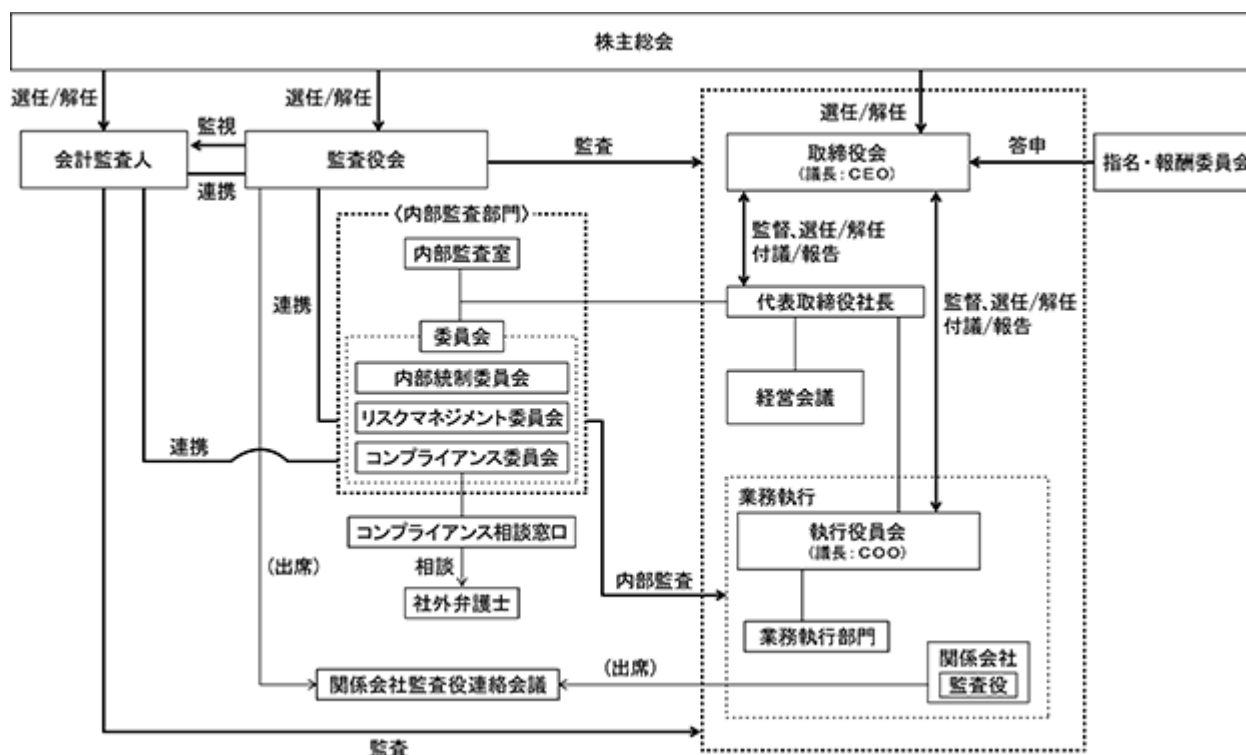 株主総会
選任/解任
選任/解任
選任/解任
会計監査人
監視
連携
監査役会
監査
取締役会
(議長:CEO)
答申
指名・報酬委員会
〈内部監査部門〉
内部監査室
監督、選任/解任
付議/報告
連携
代表取締役社長
監督、選任/解任
付議/報告
委員会
内部統制委員会
リスクマネジメント委員会
コンプライアンス委員会
経営会議
連携
業務執行
コンプライアンス相談窓口
執行役員会
(議長:COO)
(出席)
相談
内部監査
社外弁護士
業務執行部門
関係会社
監査役
(出席)
関係会社監査役連絡会議
監査